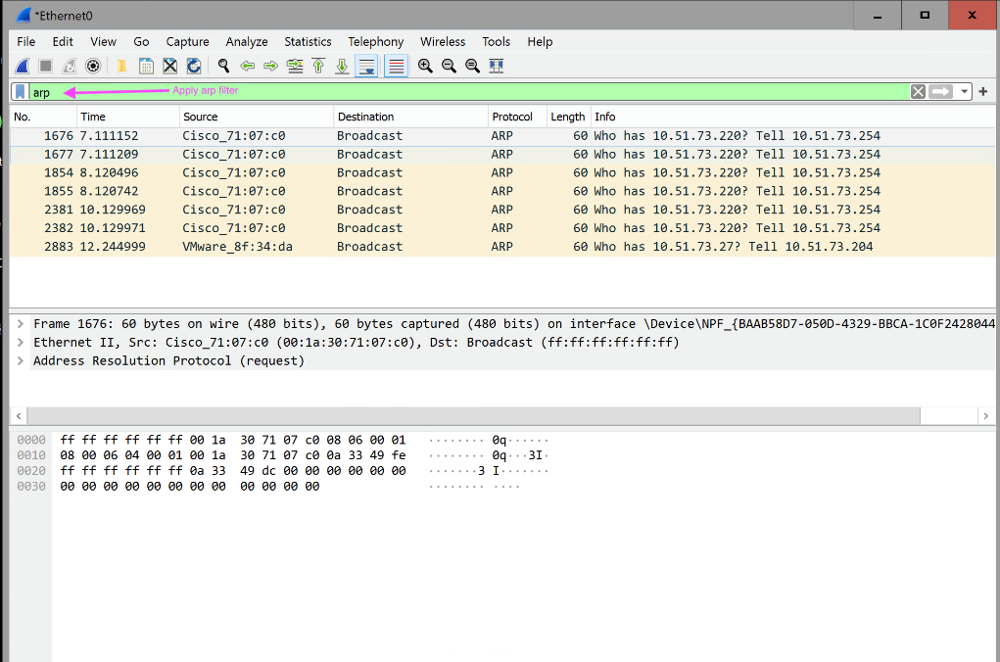 *Ethernet0
File Edit View Go Capture Analyze Statistics Telephony Wireless Tools Help
arp Apply arp filter
No. Time Source Destination Protocol Length Info
1676 7.111152 Cisco_71:07:c0 Broadcast ARP 60 Who has 10.51.73.220? Tell 10.51.73.254
1677 7.111209 Cisco_71:07:c0 Broadcast ARP 60 Who has 10.51.73.220? Tell 10.51.73.254
1854 8.120496 Cisco_71:07:c0 Broadcast ARP 60 Who has 10.51.73.220? Tell 10.51.73.254
1855 8.120742 Cisco_71:07:c0 Broadcast ARP 60 Who has 10.51.73.220? Tell 10.51.73.254
2381 10.129969 Cisco_71:07:c0 Broadcast ARP 60 Who has 10.51.73.220? Tell 10.51.73.254
2382 10.129971 Cisco_71:07:c0 Broadcast ARP 60 Who has 10.51.73.220? Tell 10.51.73.254
2883 12.244999 VMware_8f:34:da Broadcast ARP 60 Who has 10.51.73.27? Tell 10.51.73.204
Frame 1676: 60 bytes on wire (480 bits), 60 bytes captured (480 bits) on interface \Device\NPF_{BAAB58D7-050D-4329-BBCA-1C0F2428044
Ethernet II, Src: Cisco_71:07:c0 (00:1a:30:71:07:c0), Dst: Broadcast (ff:ff:ff:ff:ff:ff)
Address Resolution Protocol (request)
0000 ff ff ff ff ff ff 00 1a 30 71 07 c0 08 06 00 01 ········ 0q······
0010 08 00 06 04 00 01 00 1a 30 71 07 c0 0a 33 49 fe ········ 0q···3I·
0020 ff ff ff ff ff ff 0a 33 49 dc 00 00 00 00 00 00 ·······3 I·······
0030 00 00 00 00 00 00 00 00 00 00 00 00 ········ ····